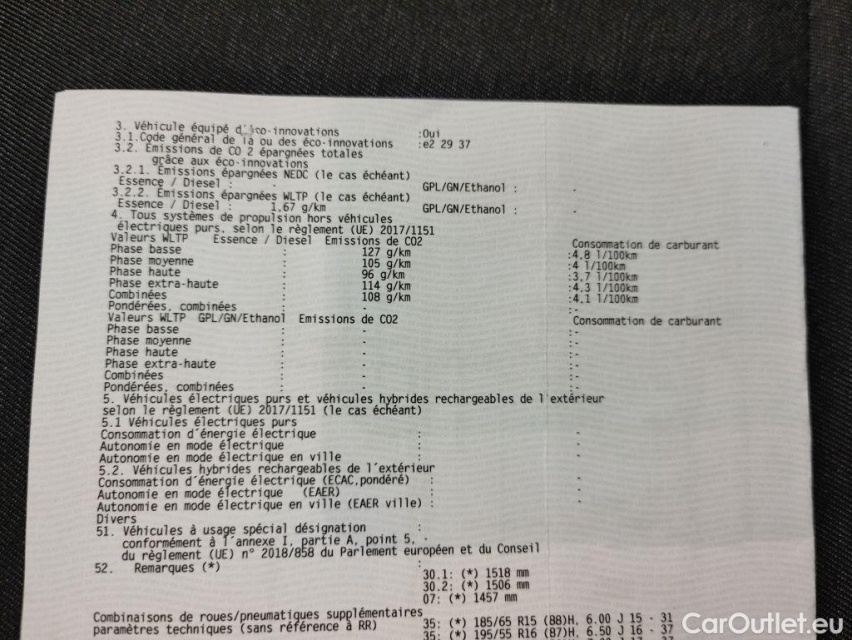 3. Véhicule équipé d'éco-innovations :Oui
3.1.Code général de la ou des éco-innovations :e2 29 37
3.2. Émissions de CO 2 épargnées totales
grâce aux éco-innovations
3.2.1. Émissions épargnées NEDC (le cas échéant)
Essence / Diesel : - GPL/GN/Ethanol : -
3.2.2. Émissions épargnées WLTP (le cas échéant)
Essence / Diesel : 1,67 g/km GPL/GN/Ethanol : -
4. Tous systèmes de propulsion hors véhicules
électriques purs, selon le règlement (UE) 2017/1151
Valeurs WLTP Essence / Diesel Emissions de CO2 Consommation de carburant
Phase basse : 127 g/km :4,8 l/100km
Phase moyenne : 105 g/km :4 l/100km
Phase haute : 96 g/km :3,7 l/100km
Phase extra-haute : 114 g/km :4,3 l/100km
Combinées : 108 g/km :4,1 l/100km
Pondérées, combinées : - :-
Valeurs WLTP GPL/GN/Ethanol Emissions de CO2 Consommation de carburant
Phase basse : - :-
Phase moyenne : - :-
Phase haute : - :-
Phase extra-haute : - :-
Combinées : - :-
Pondérées, combinées : - :-
5. Véhicules électriques purs et véhicules hybrides rechargeables de l'extérieur
selon le règlement (UE) 2017/1151 (le cas échéant)
5.1 Véhicules électriques purs
Consommation d'énergie électrique : -
Autonomie en mode électrique : -
Autonomie en mode électrique en ville : -
5.2. Véhicules hybrides rechargeables de l'extérieur
Consommation d'énergie électrique (ECAC,pondéré) : -
Autonomie en mode électrique (EAER) : -
Autonomie en mode électrique en ville (EAER ville) : -
Divers
51. Véhicules à usage spécial désignation :
conformément à l'annexe I, partie A, point 5, -
du règlement (UE) n° 2018/858 du Parlement européen et du Conseil
52. Remarques (*) :
30.1: (*) 1518 mm
30.2: (*) 1506 mm
07: (*) 1457 mm
Combinaisons de roues/pneumatiques supplémentaires
paramètres techniques (sans référence à RR)
35: (*) 185/65 R15 (88)H, 6.00 J 15 - 31
35: (*) 195/55 R16 (87)H, 6.50 J 16 - 37
CarOutlet.eu